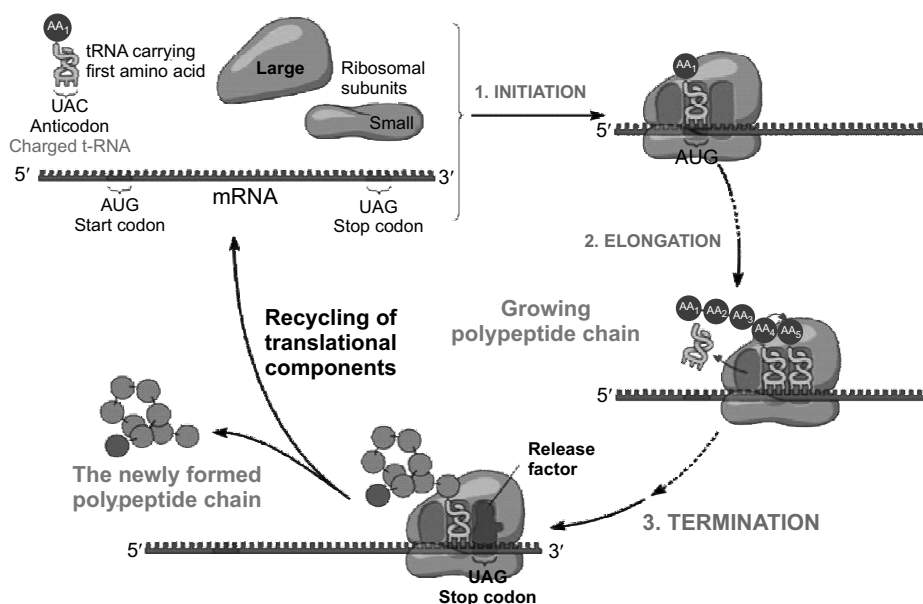 AA1
tRNA carrying
first amino acid
UAC
Anticodon
Charged t-RNA
Large
Ribosomal
subunits
Small
5′
3′
mRNA
AUG
Start codon
UAG
Stop codon
1. INITIATION
AA1
5′
AUG
2. ELONGATION
Growing
polypeptide chain
AA1
AA2
AA3
AA4
AA5
5′
3. TERMINATION
Release
factor
5′
3′
UAG
Stop codon
The newly formed
polypeptide chain
Recycling of
translational
components